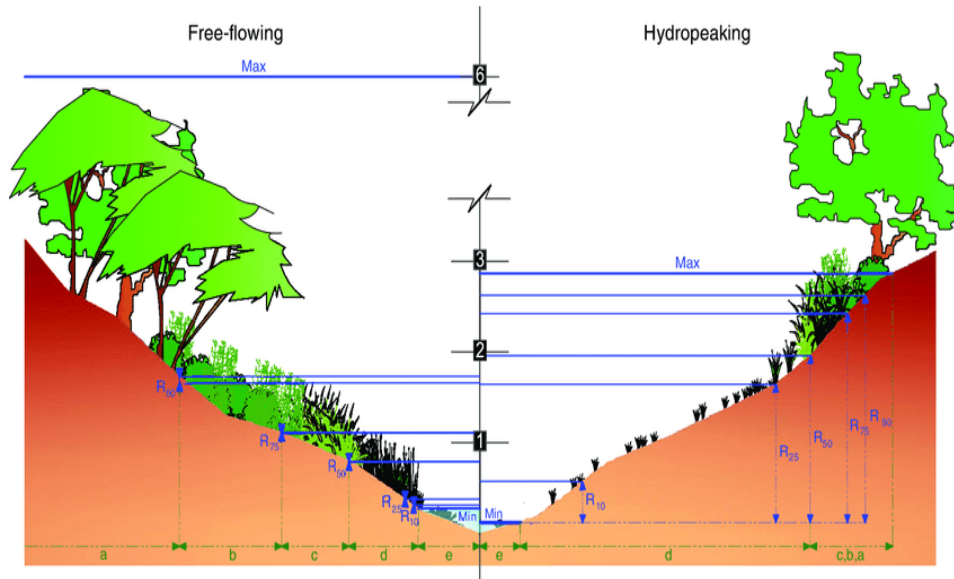 Free-flowing
Hydropeaking
Max
6
3
Max
2
R90
1
R75
R90
R75
R50
R50
R25
R25
R10
R10
Min
Min
a
b
c
d
e
e
d
c,b,a